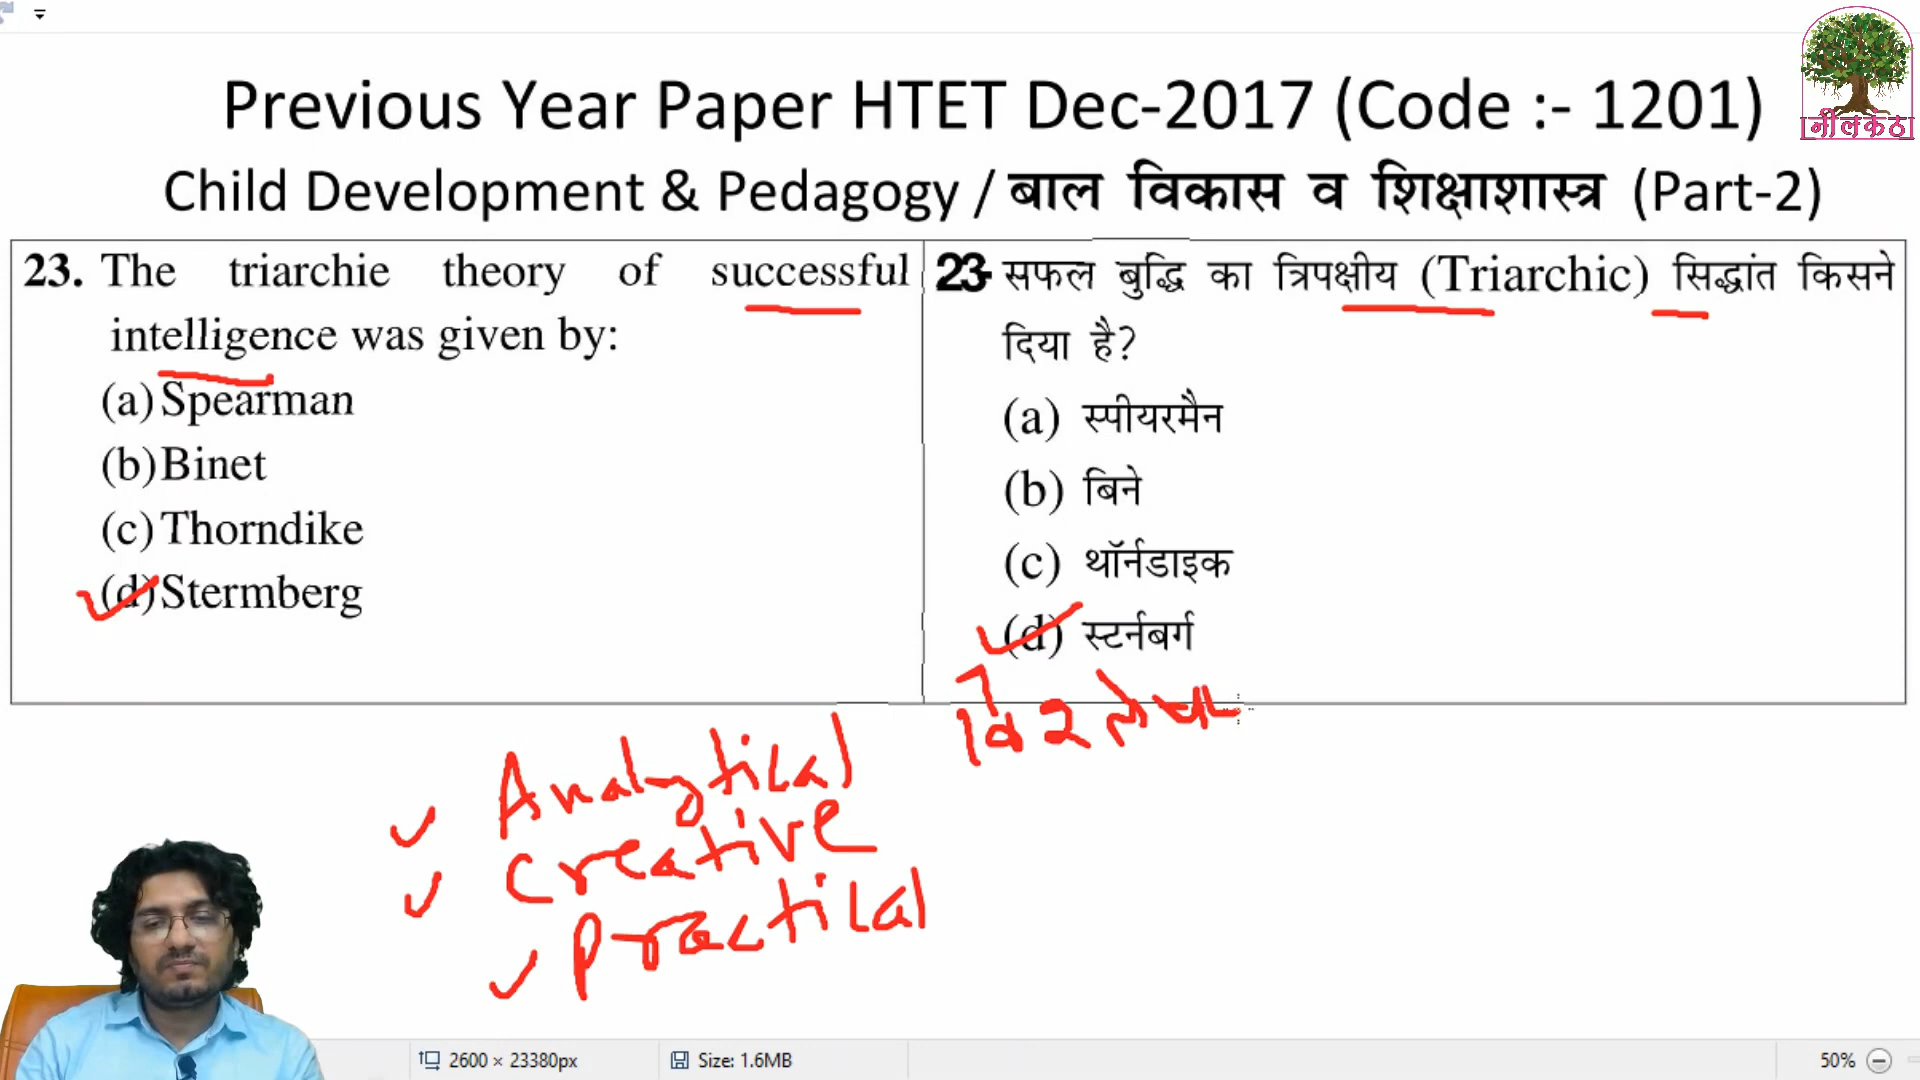 Previous Year Paper HTET Dec-2017 (Code :- 1201)
नीलकंठ
Child Development & Pedagogy / बाल विकास व शिक्षाशास्त्र (Part-2)
23. The triarchie theory of successful
intelligence was given by:
(a) Spearman
(b) Binet
(c) Thorndike
(d) Stermberg
23 सफल बुद्धि का त्रिपक्षीय (Triarchic) सिद्धांत किसने
दिया है?
(a) स्पीयरमैन
(b) बिने
(c) थॉर्नडाइक
(d) स्टर्नबर्ग
Analytical
Creative
Practical
2600 × 23380px
Size: 1.6MB
50%